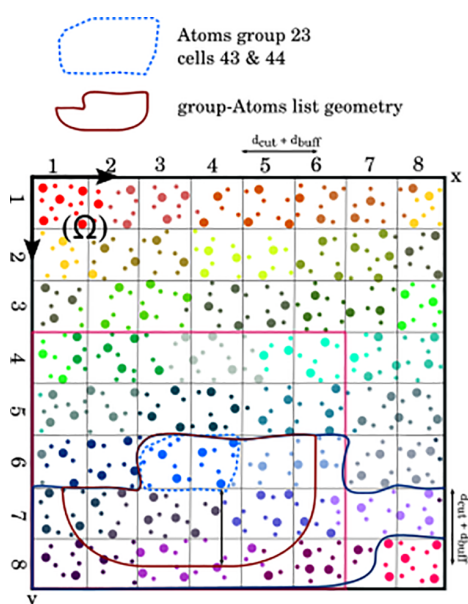 Atoms group 23
cells 43 & 44
group-Atoms list geometry
dcut + dbuff
1 2 3 4 5 6 7 8 x
(Ω)
1
2
3
4
5
6
7
8
dcut + dbuff
y